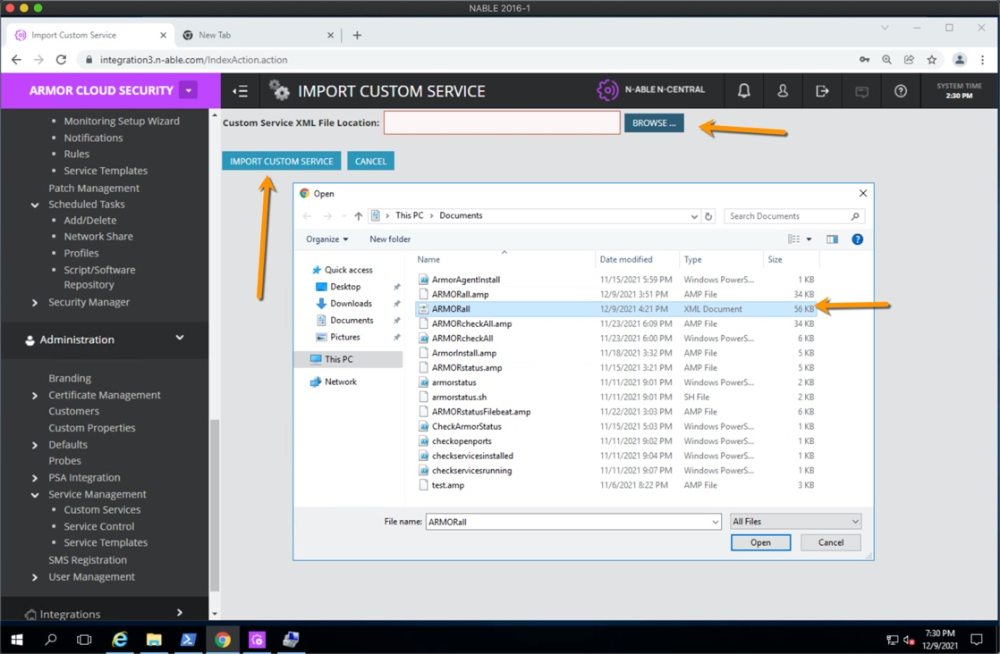 NABLE 2016-1
Import Custom Service
New Tab
integration3.n-able.com/IndexAction.action
ARMOR CLOUD SECURITY
IMPORT CUSTOM SERVICE
N-ABLE N-CENTRAL
SYSTEM TIME
2:30 PM
Monitoring Setup Wizard
Notifications
Rules
Service Templates
Patch Management
Scheduled Tasks
Add/Delete
Network Share
Profiles
Script/Software
Repository
Security Manager
Administration
Branding
Certificate Management
Customers
Custom Properties
Defaults
Probes
PSA Integration
Service Management
Custom Services
Service Control
Service Templates
SMS Registration
User Management
Integrations
Custom Service XML File Location:
BROWSE ...
IMPORT CUSTOM SERVICE
CANCEL
Open
This PC > Documents
Search Documents
Organize
New folder
Quick access
Desktop
Downloads
Documents
Pictures
This PC
Network
Name Date modified Type Size
ArmorAgentInstall 11/15/2021 5:59 PM Windows PowerS... 1 KB
ARMORall.amp 12/9/2021 3:51 PM AMP File 34 KB
ARMORall 12/9/2021 4:21 PM XML Document 56 KB
ARMORcheckAll.amp 11/23/2021 6:09 PM AMP File 34 KB
ARMORcheckAll 11/23/2021 6:00 PM Windows PowerS... 6 KB
ArmorInstall.amp 11/18/2021 3:32 PM AMP File 5 KB
ARMORstatus.amp 11/15/2021 3:21 PM AMP File 5 KB
armorstatus 11/11/2021 9:01 PM Windows PowerS... 2 KB
armorstatus.sh 11/11/2021 9:01 PM SH File 2 KB
ARMORstatusFilebeat.amp 11/22/2021 3:03 PM AMP File 5 KB
CheckArmorStatus 11/15/2021 5:03 PM Windows PowerS... 1 KB
checkopenports 11/11/2021 9:02 PM Windows PowerS... 1 KB
checkservicesinstalled 11/11/2021 9:04 PM Windows PowerS... 1 KB
checkservicesrunning 11/11/2021 9:07 PM Windows PowerS... 1 KB
test.amp 11/6/2021 8:22 PM AMP File 3 KB
File name: ARMORall
All Files
Open
Cancel
7:30 PM
12/9/2021